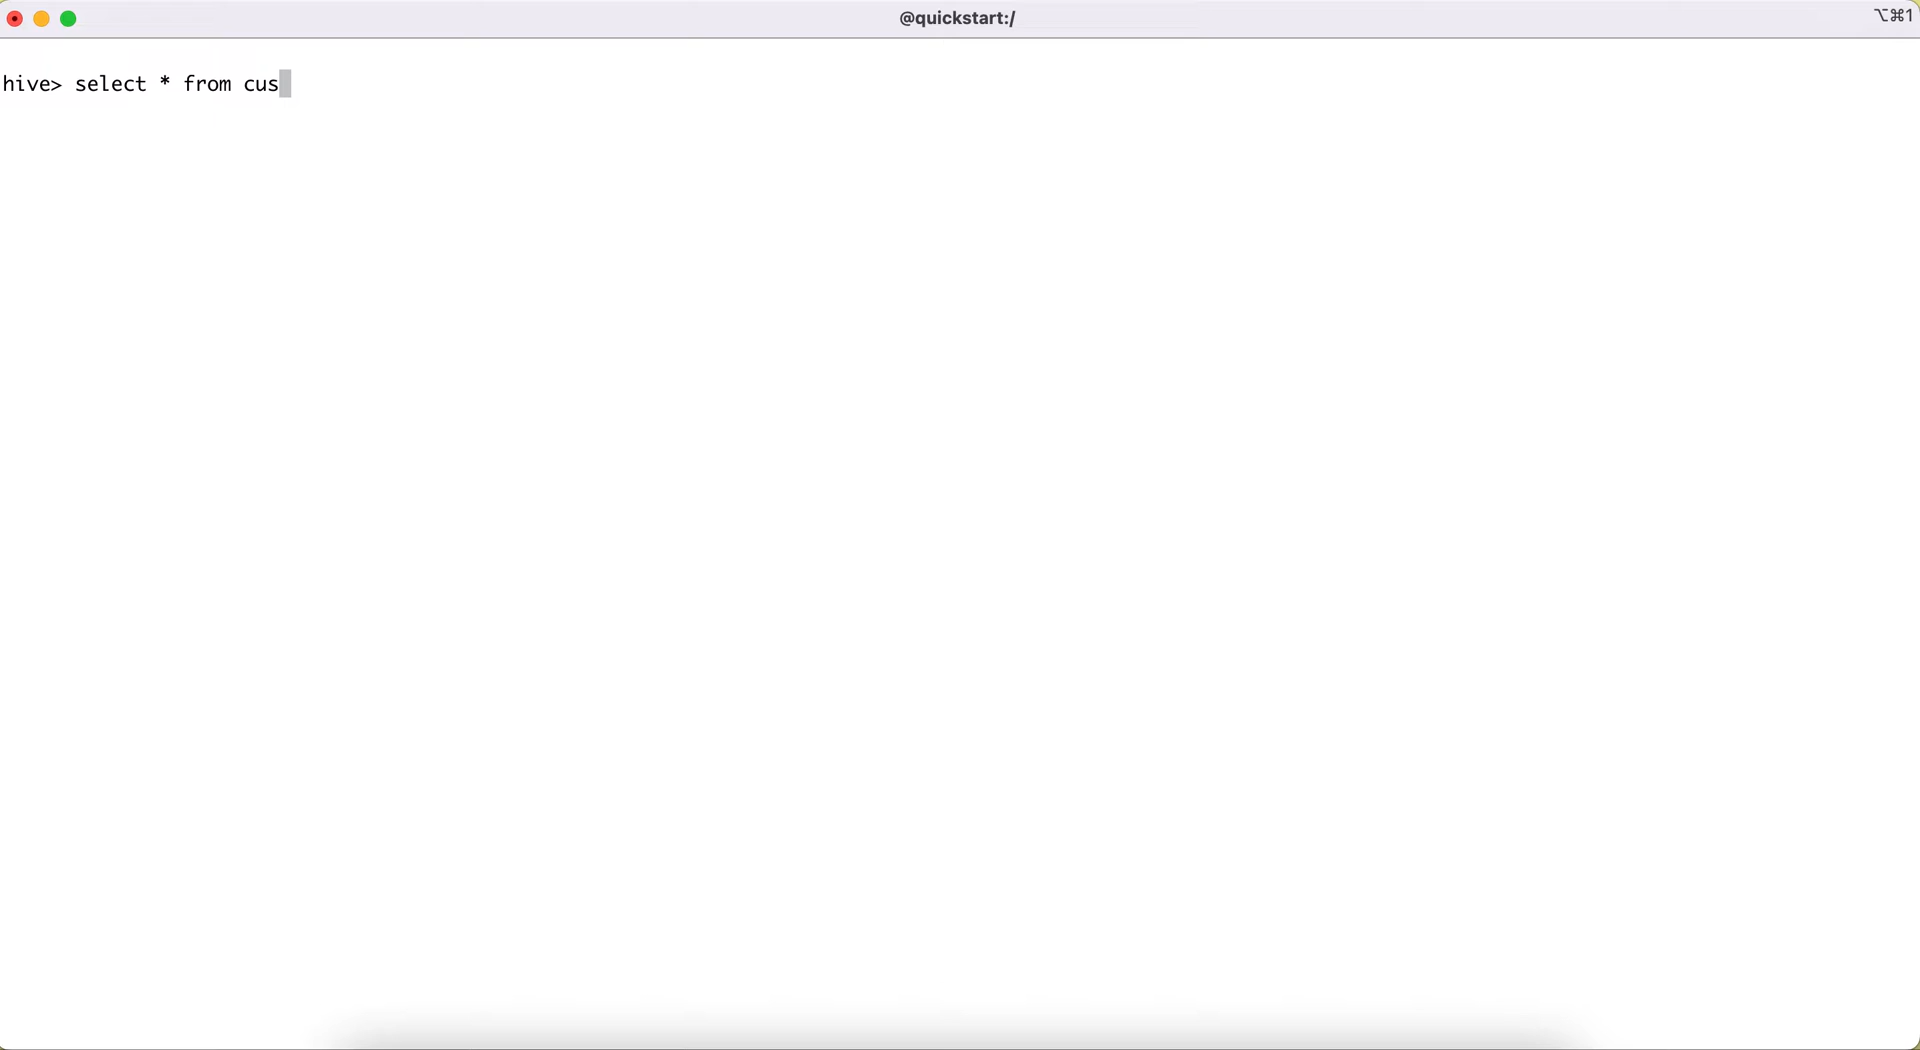 @quickstart:/
⌥⌘1
hive> select * from cus